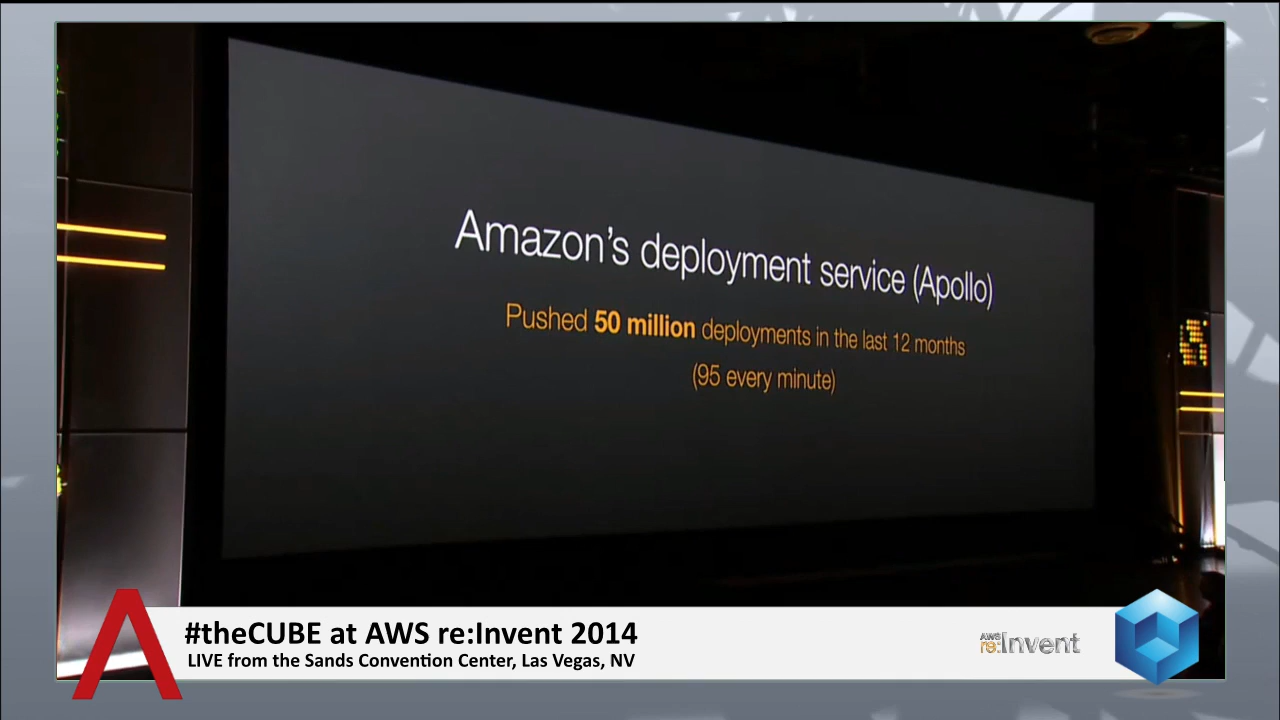 Amazon's deployment service (Apollo)
Pushed 50 million deployments in the last 12 months
(95 every minute)
#theCUBE at AWS re:Invent 2014
LIVE from the Sands Convention Center, Las Vegas, NV
AWS
re:Invent